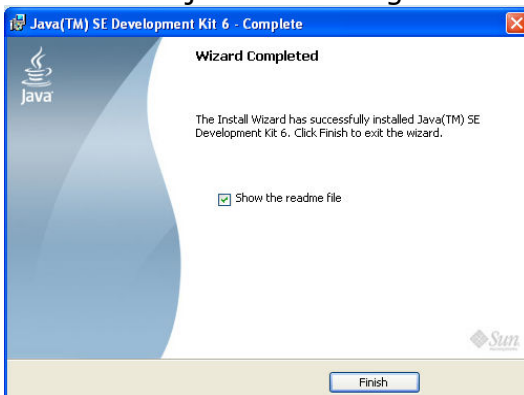 Java(TM) SE Development Kit 6 - Complete
Java
Wizard Completed
The Install Wizard has successfully installed Java(TM) SE
Development Kit 6. Click Finish to exit the wizard.
Show the readme file
Sun
Finish